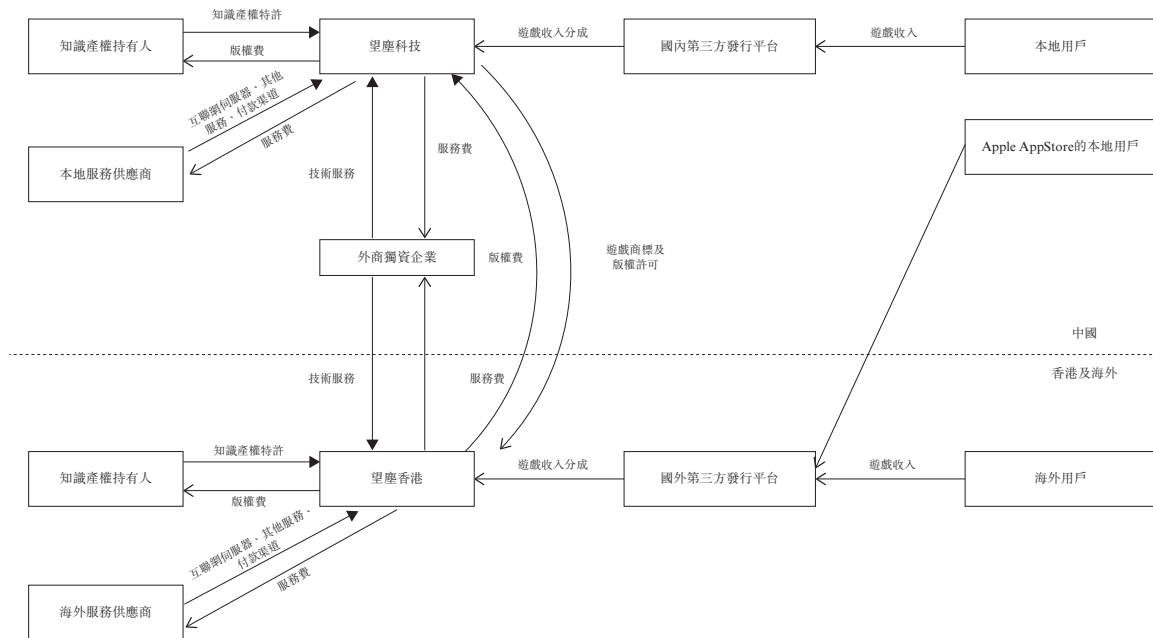 知識產權持有人
知識產權特許
版權費
望塵科技
遊戲收入分成
國內第三方發行平台
遊戲收入
本地用戶
互聯網伺服器、其他
服務、付款渠道
服務費
本地服務供應商
Apple AppStore的本地用戶
技術服務
服務費
外商獨資企業
版權費
遊戲商標及
版權許可
中國
香港及海外
技術服務
服務費
知識產權持有人
知識產權特許
版權費
望塵香港
遊戲收入分成
國外第三方發行平台
遊戲收入
海外用戶
互聯網伺服器、其他服務、
付款渠道
服務費
海外服務供應商